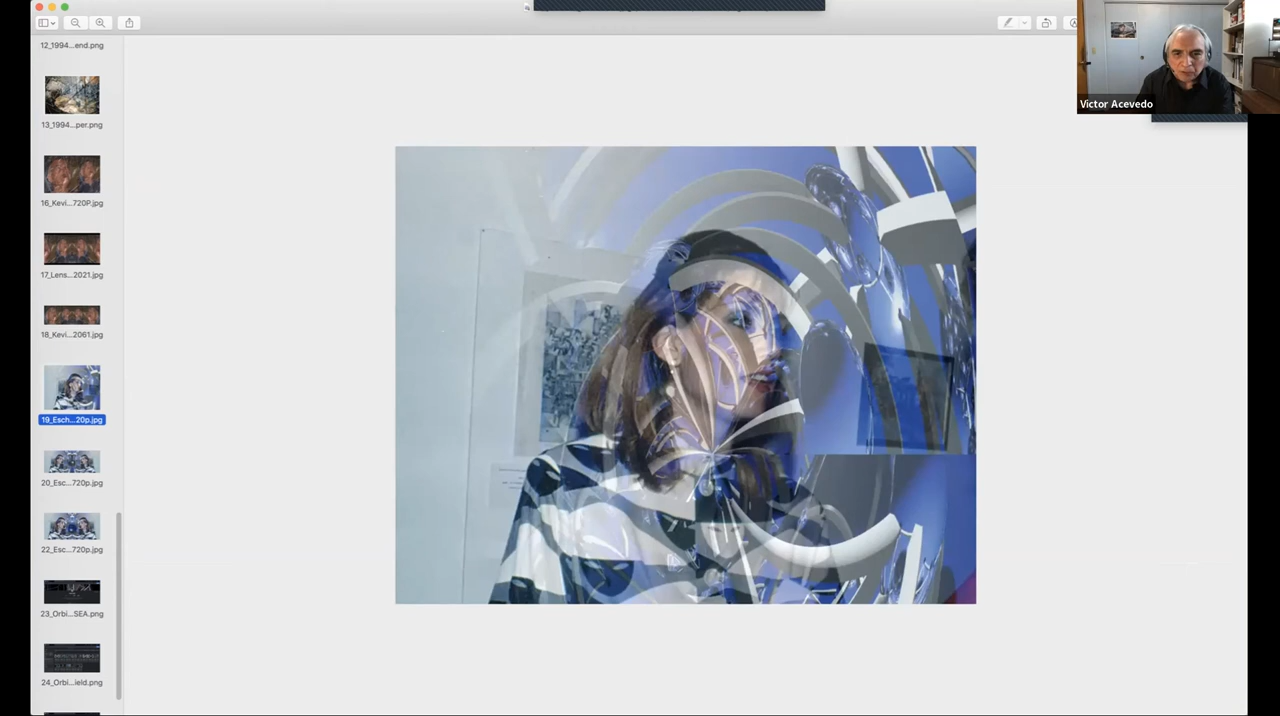 12_1994...end.png
13_1994...per.png
16_Kevi...720P.jpg
17_Lens...2021.jpg
18_Kevi...2061.jpg
19_Esch...20p.jpg
20_Esc...720p.jpg
22_Esc...720p.jpg
23_Orbi...SEA.png
24_Orbi...ield.png
Victor Acevedo